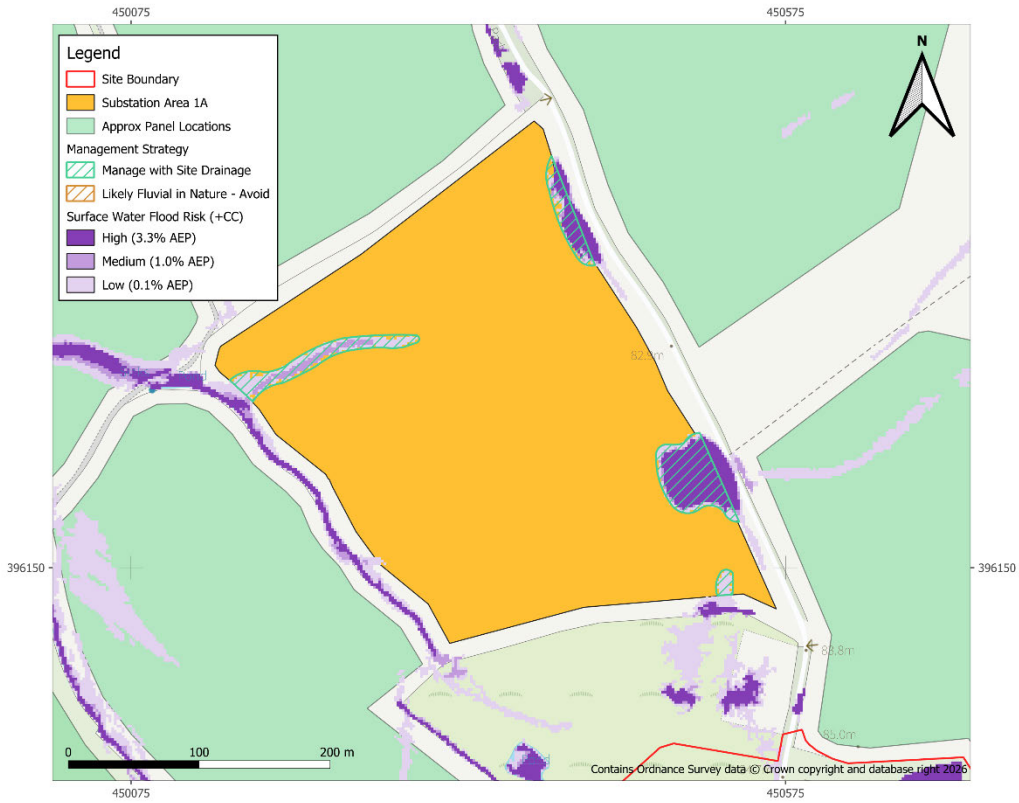 450075
450575
Legend
Site Boundary
Substation Area 1A
Approx Panel Locations
Management Strategy
Manage with Site Drainage
Likely Fluvial in Nature - Avoid
Surface Water Flood Risk (+CC)
High (3.3% AEP)
Medium (1.0% AEP)
Low (0.1% AEP)
N
396150
396150
83.8m
85.0m
0 100 200 m
Contains Ordnance Survey data © Crown copyright and database right 2026
450075
450575